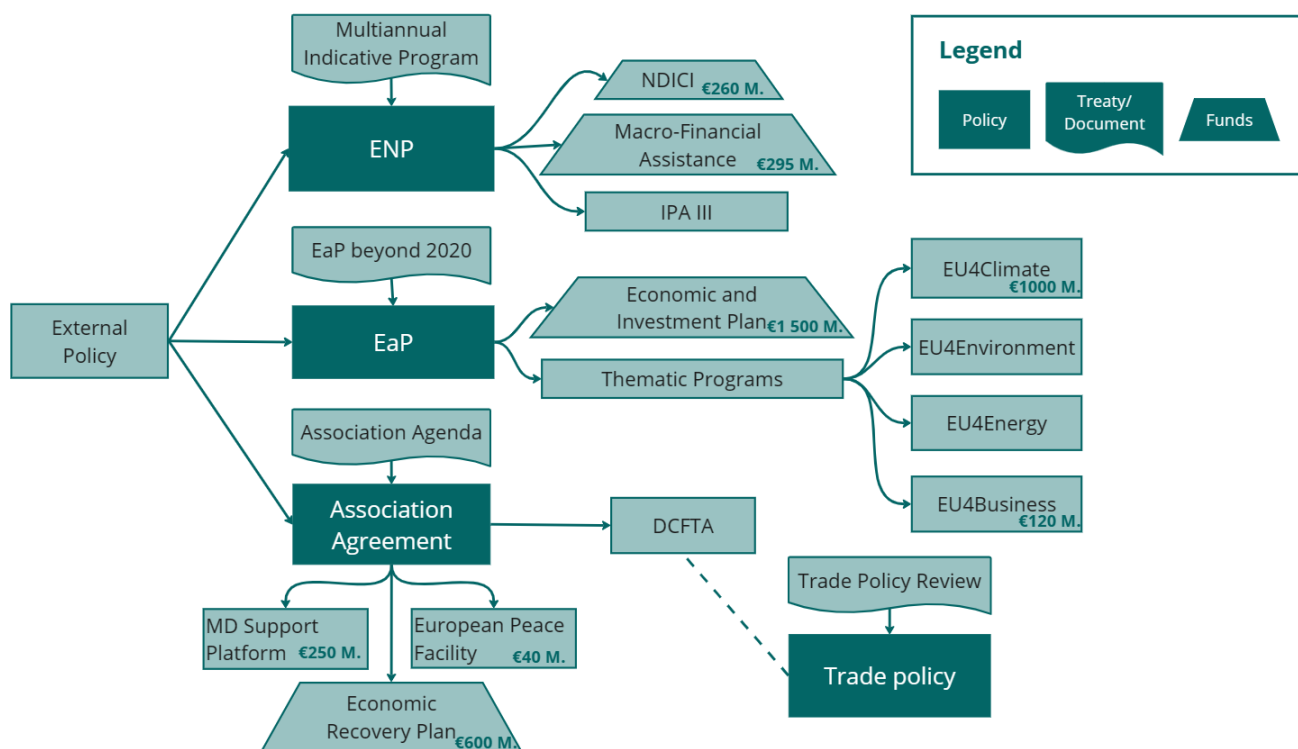 Multiannual
Indicative Program
NDICI
€260 M.
Macro-Financial
Assistance
€295 M.
ENP
IPA III
Legend
Policy
Treaty/
Document
Funds
EaP beyond 2020
EaP
Economic and
Investment Plan
€1 500 M.
Thematic Programs
EU4Climate
€1000 M.
EU4Environment
EU4Energy
EU4Business
€120 M.
External
Policy
Association Agenda
Association
Agreement
DCFTA
MD Support
Platform
€250 M.
European Peace
Facility
€40 M.
Economic
Recovery Plan
€600 M.
Trade Policy Review
Trade policy